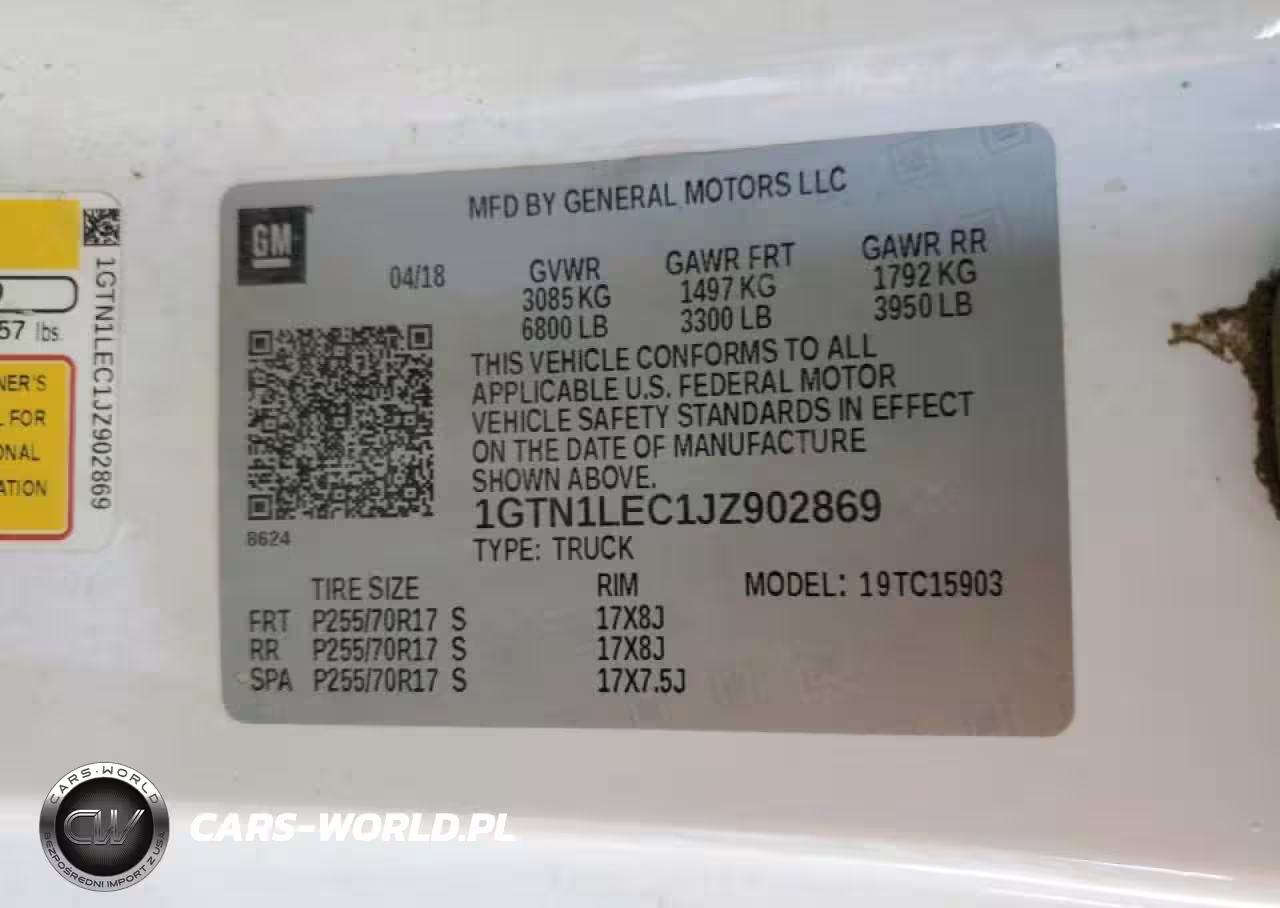 MFD BY GENERAL MOTORS LLC
GM
04/18
GVWR GAWR FRT GAWR RR
3085 KG 1497 KG 1792 KG
6800 LB 3300 LB 3950 LB
THIS VEHICLE CONFORMS TO ALL
APPLICABLE U.S. FEDERAL MOTOR
VEHICLE SAFETY STANDARDS IN EFFECT
ON THE DATE OF MANUFACTURE
SHOWN ABOVE.
1GTN1LEC1JZ902869
8624
TYPE: TRUCK
TIRE SIZE RIM MODEL: 19TC15903
FRT P255/70R17 S 17X8J
RR P255/70R17 S 17X8J
SPA P255/70R17 S 17X7.5J
1GTN1LEC1JZ902869
57 lbs.
NER'S
FOR
ONAL
ATION
CARS-WORLD
CW
BEZPOŚREDNI IMPORT Z USA
CARS-WORLD.PL